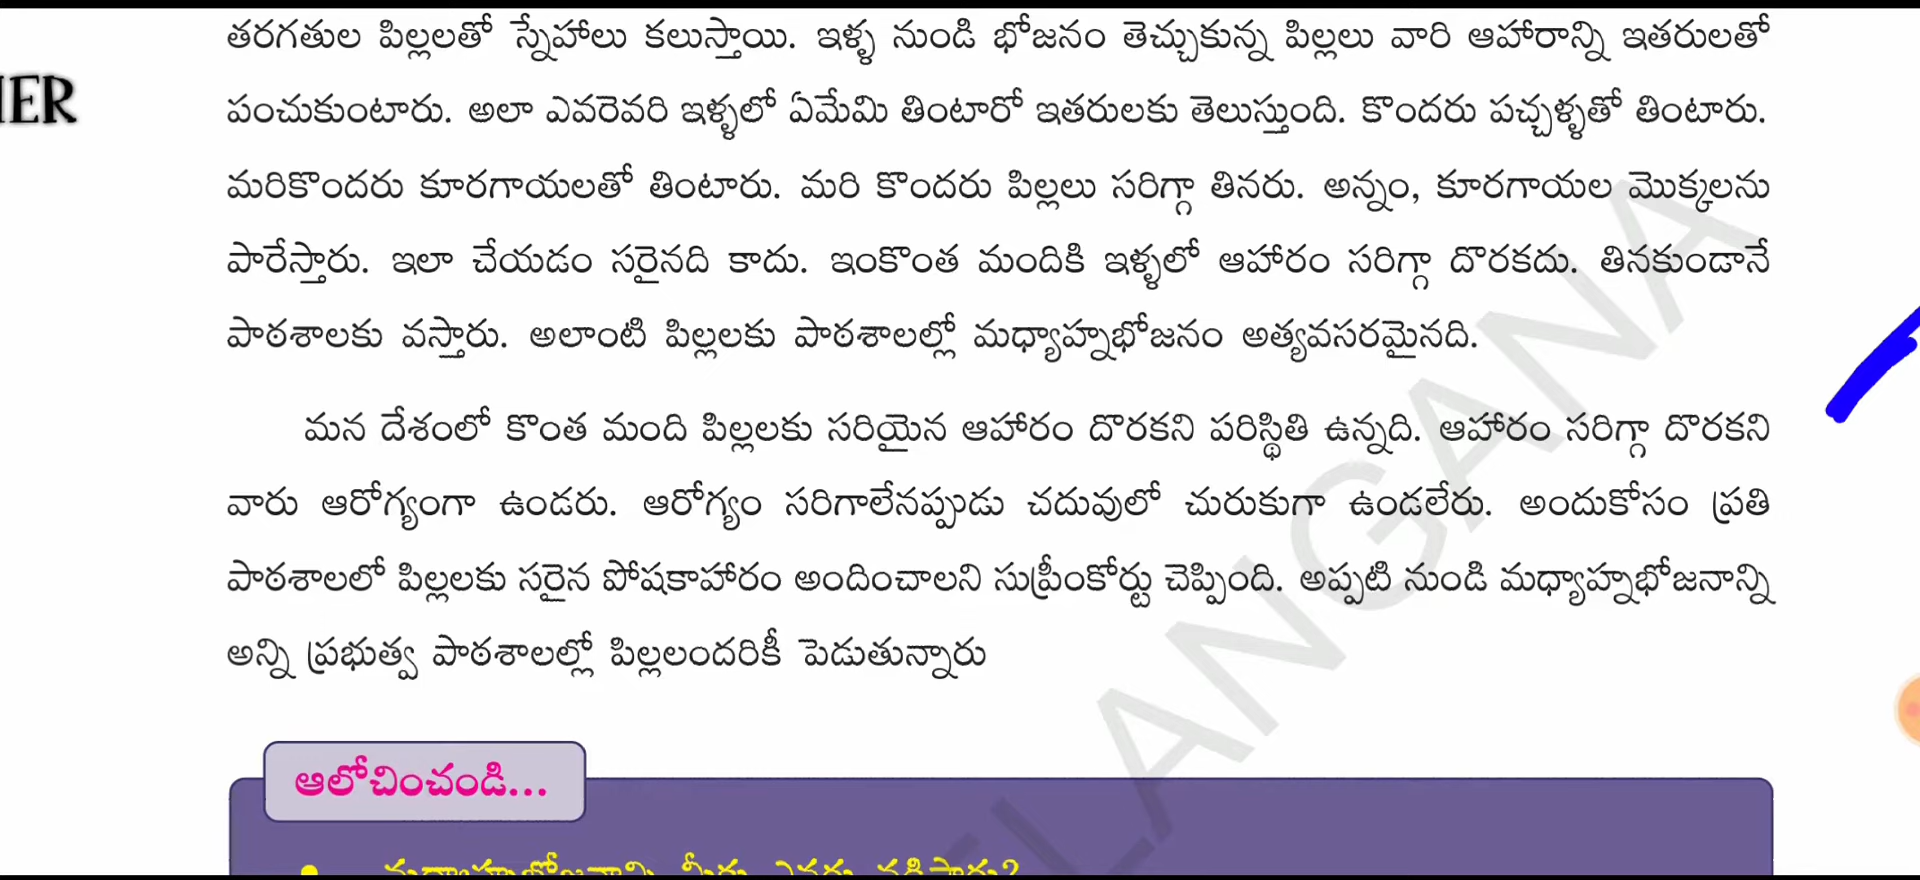 తరగతుల పిల్లలతో స్నేహాలు కలుస్తాయి. ఇళ్ళ నుండి భోజనం తెచ్చుకున్న పిల్లలు వారి ఆహారాన్ని ఇతరులతో
పంచుకుంటారు. అలా ఎవరెవరి ఇళ్ళలో ఏమేమి తింటారో ఇతరులకు తెలుస్తుంది. కొందరు పచ్చళ్ళతో తింటారు.
మరికొందరు కూరగాయలతో తింటారు. మరి కొందరు పిల్లలు సరిగ్గా తినరు. అన్నం, కూరగాయల మొక్కలను
పారేస్తారు. ఇలా చేయడం సరైనది కాదు. ఇంకొంత మందికి ఇళ్ళలో ఆహారం సరిగ్గా దొరకదు. తినకుండానే
పాఠశాలకు వస్తారు. అలాంటి పిల్లలకు పాఠశాలల్లో మధ్యాహ్నభోజనం అత్యవసరమైనది.
మన దేశంలో కొంత మంది పిల్లలకు సరియైన ఆహారం దొరకని పరిస్థితి ఉన్నది. ఆహారం సరిగ్గా దొరకని
వారు ఆరోగ్యంగా ఉండరు. ఆరోగ్యం సరిగాలేనప్పుడు చదువులో చురుకుగా ఉండలేరు. అందుకోసం ప్రతి
పాఠశాలలో పిల్లలకు సరైన పోషకాహారం అందించాలని సుప్రీంకోర్టు చెప్పింది. అప్పటి నుండి మధ్యాహ్నభోజనాన్ని
అన్ని ప్రభుత్వ పాఠశాలల్లో పిల్లలందరికీ పెడుతున్నారు
ఆలోచించండి...